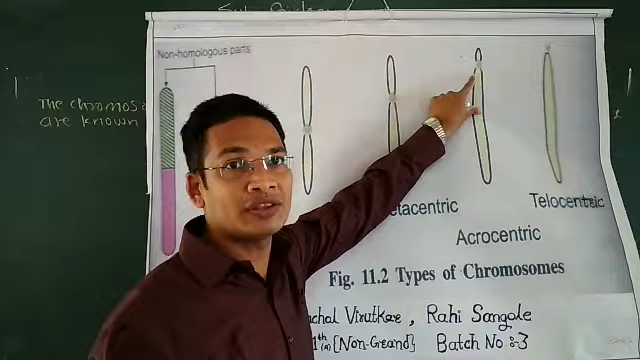 Non-homologous parts
The chromos
are known
etacentric
Telocentric
Acrocentric
Fig. 11.2 Types of Chromosomes
chal Virutkar, Rahi Sangole
1th(A) [Non-Grand] Batch No :-3